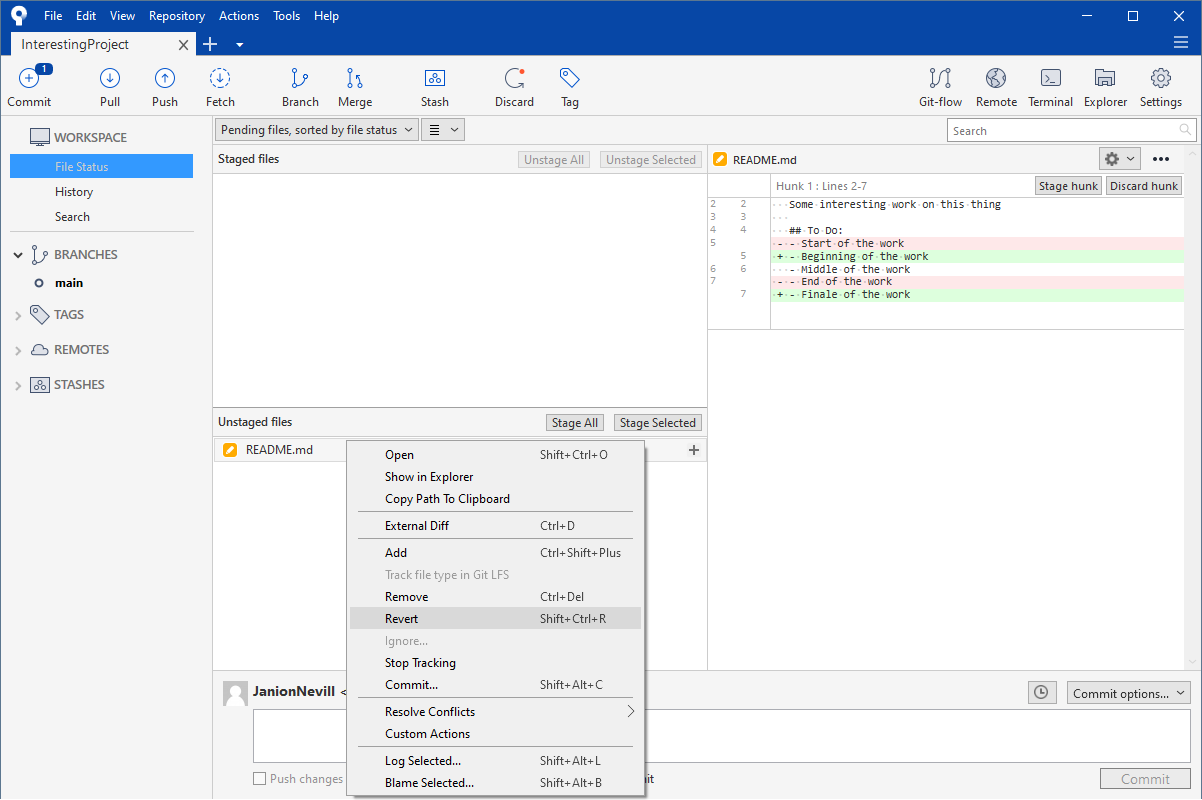 File Edit View Repository Actions Tools Help
InterestingProject
1
Commit Pull Push Fetch Branch Merge Stash Discard Tag Git-flow Remote Terminal Explorer Settings
WORKSPACE
File Status
History
Search
BRANCHES
main
TAGS
REMOTES
STASHES
Pending files, sorted by file status
Search
Staged files Unstage All Unstage Selected
README.md
Hunk 1 : Lines 2-7 Stage hunk Discard hunk
2 2 Some·interesting·work·on·this·thing
3 3
4 4 ##·To·Do:
5 - -·Start·of·the·work
5 + -·Beginning·of·the·work
6 6 -·Middle·of·the·work
7 - -·End·of·the·work
7 + -·Finale·of·the·work
Unstaged files Stage All Stage Selected
README.md
Open Shift+Ctrl+O
Show in Explorer
Copy Path To Clipboard
External Diff Ctrl+D
Add Ctrl+Shift+Plus
Track file type in Git LFS
Remove Ctrl+Del
Revert Shift+Ctrl+R
Ignore...
Stop Tracking
Commit... Shift+Alt+C
Resolve Conflicts
Custom Actions
Log Selected... Shift+Alt+L
Blame Selected... Shift+Alt+B
JanionNevill <
Commit options...
Push changes
Commit